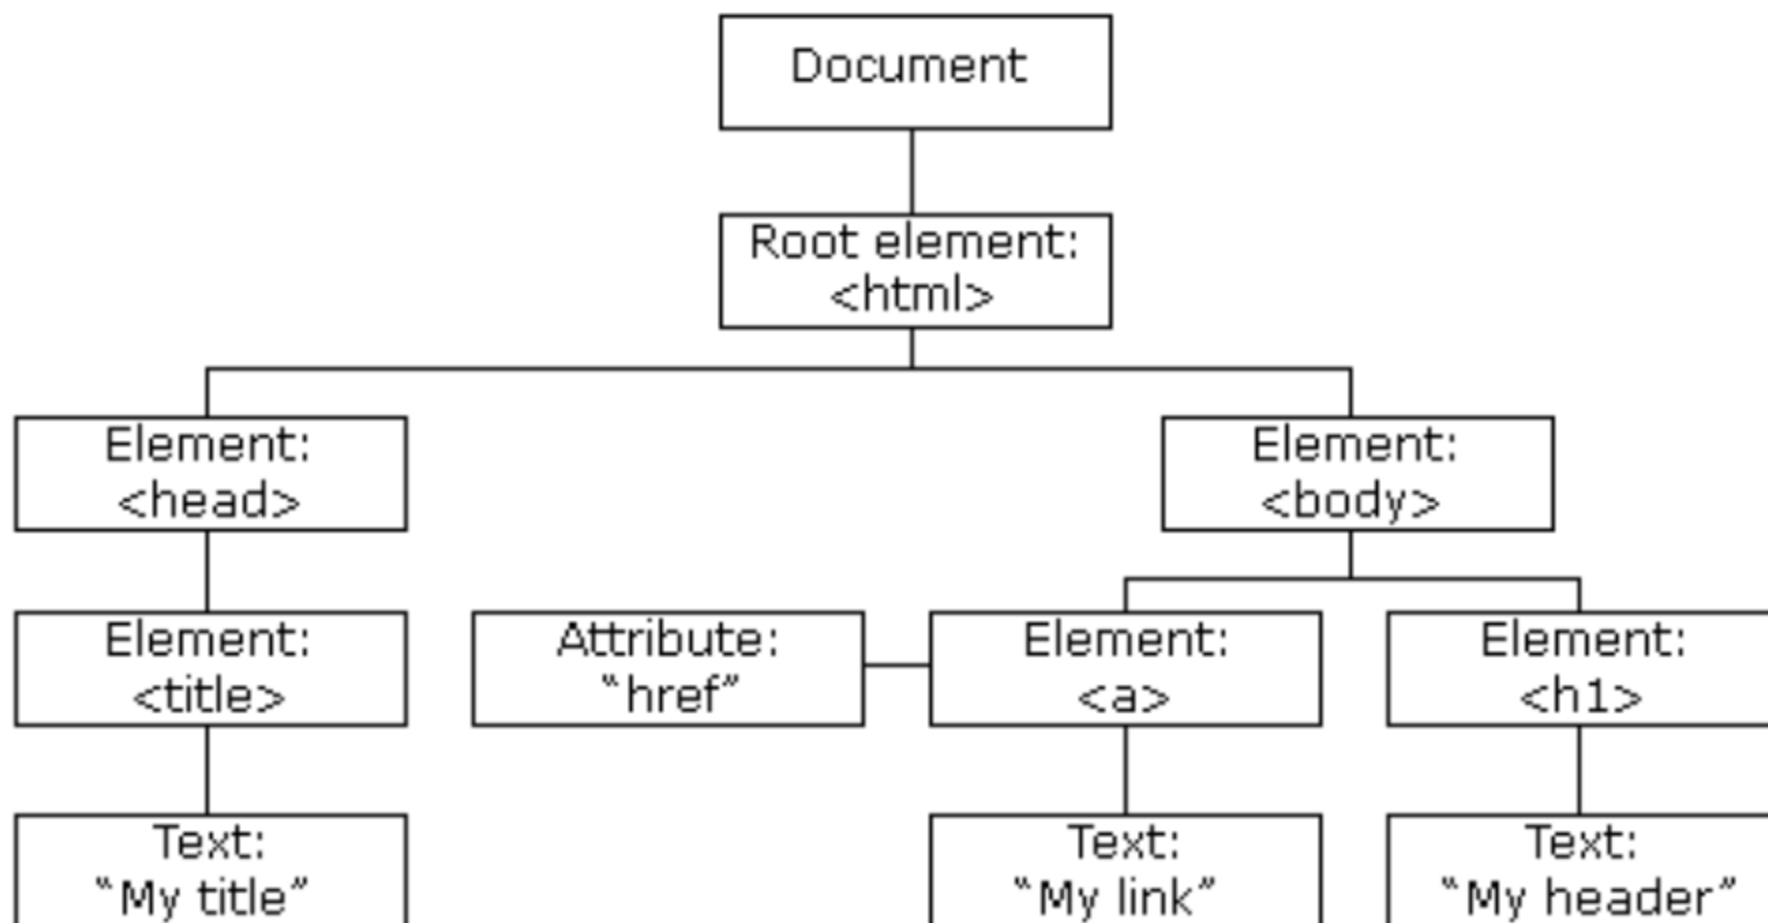 Document
Root element:
<html>
Element:
<head>
Element:
<body>
Element:
<title>
Attribute:
“href”
Element:
<a>
Element:
<h1>
Text:
“My title”
Text:
“My link”
Text:
“My header”